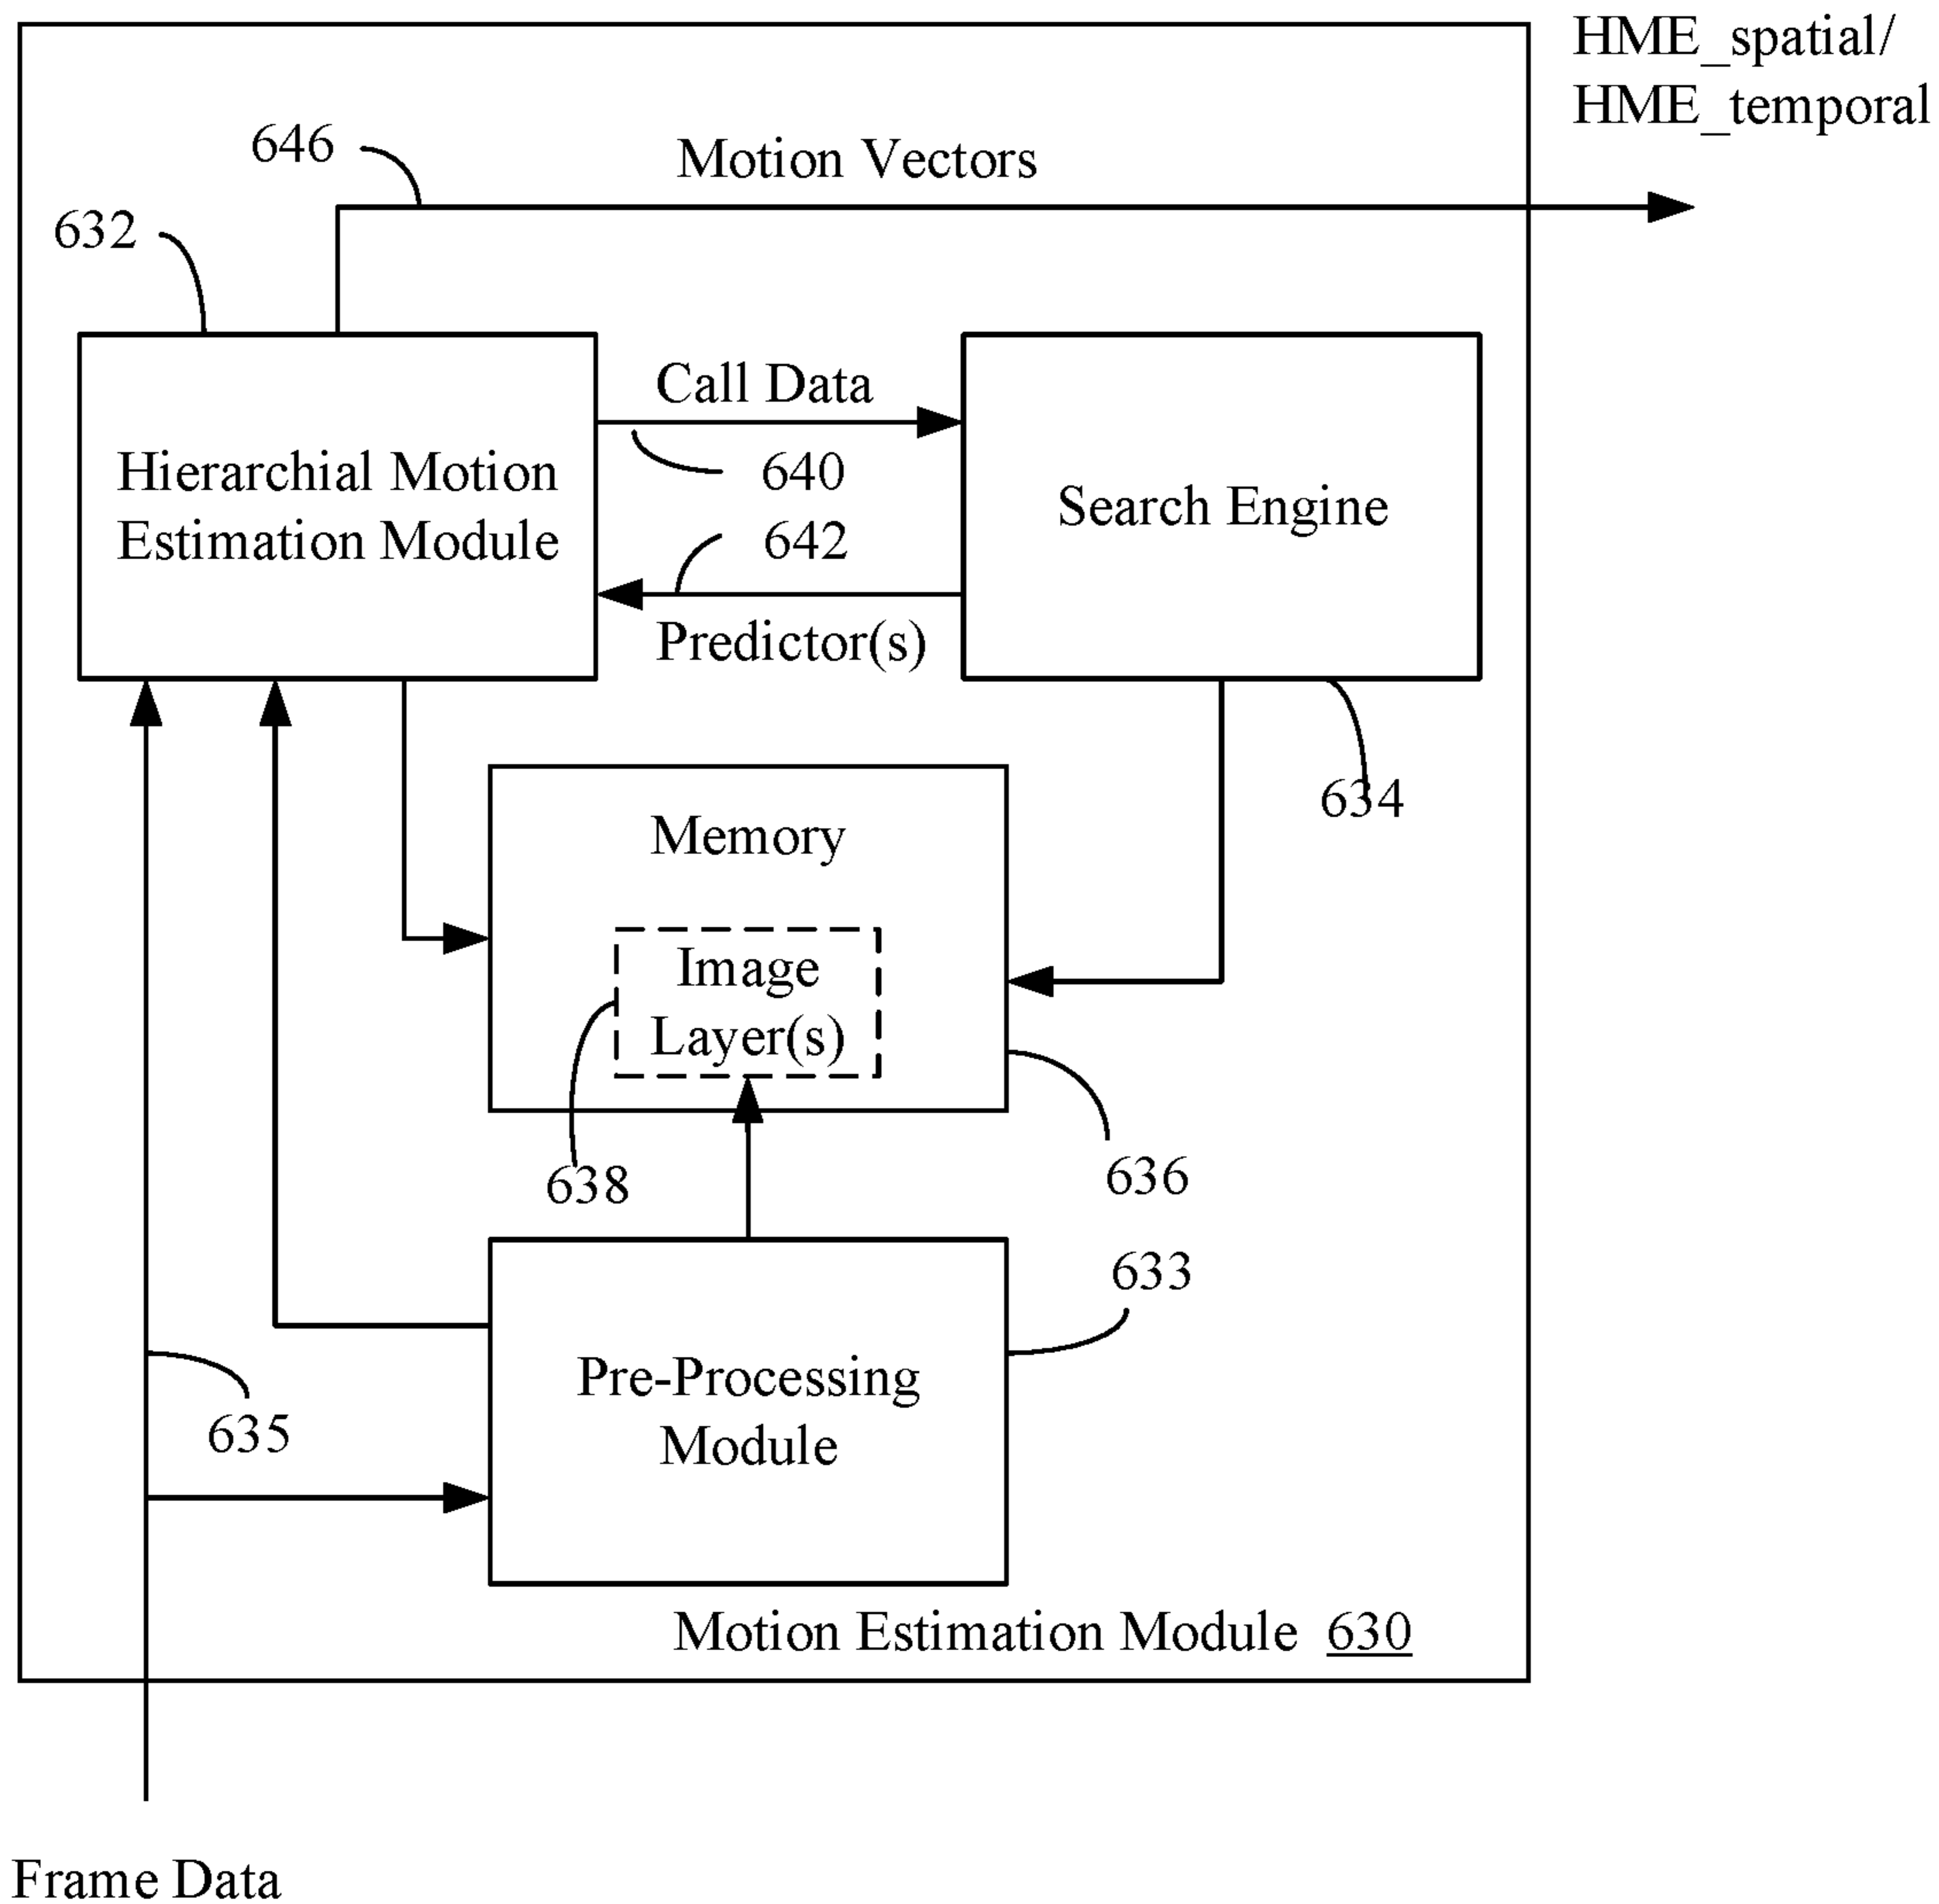 HME_spatial/
HME_temporal
646
Motion Vectors
632
Call Data
Hierarchial Motion
Estimation Module
640
Search Engine
642
Predictor(s)
634
Memory
Image
Layer(s)
638
636
633
Pre-Processing
Module
635
Motion Estimation Module 630
Frame Data